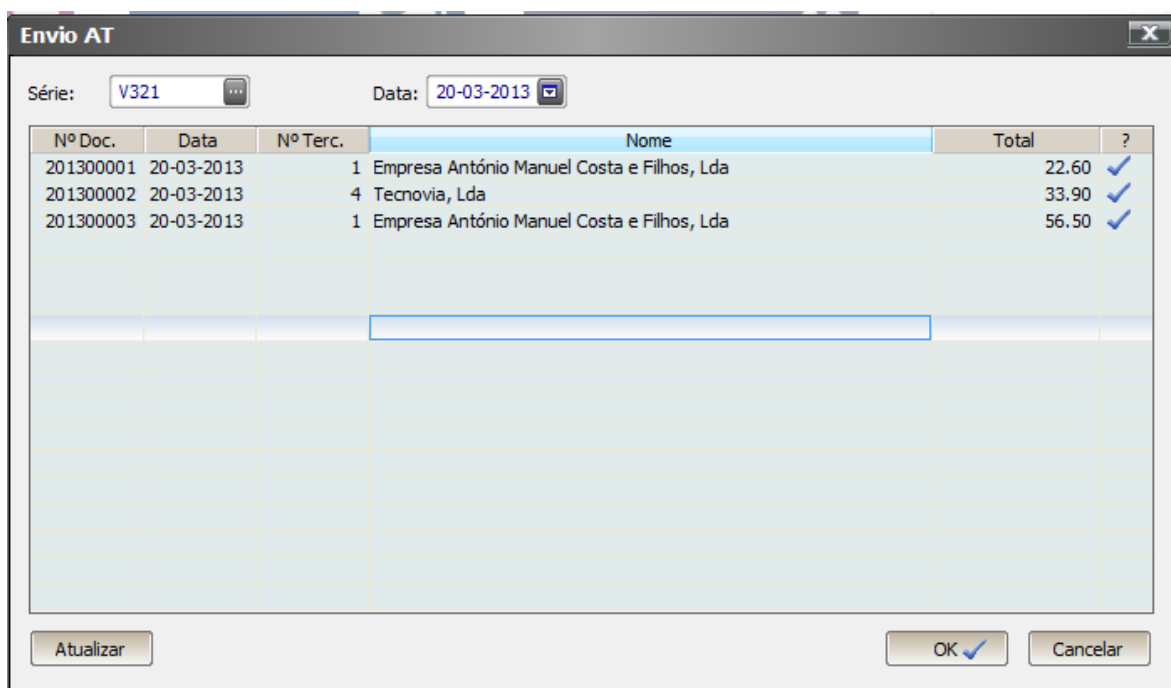 Envio AT
Série: V321 Data: 20-03-2013
Nº Doc. Data Nº Terc. Nome Total ?
201300001 20-03-2013 1 Empresa António Manuel Costa e Filhos, Lda 22.60
201300002 20-03-2013 4 Tecnovia, Lda 33.90
201300003 20-03-2013 1 Empresa António Manuel Costa e Filhos, Lda 56.50
Atualizar OK Cancelar